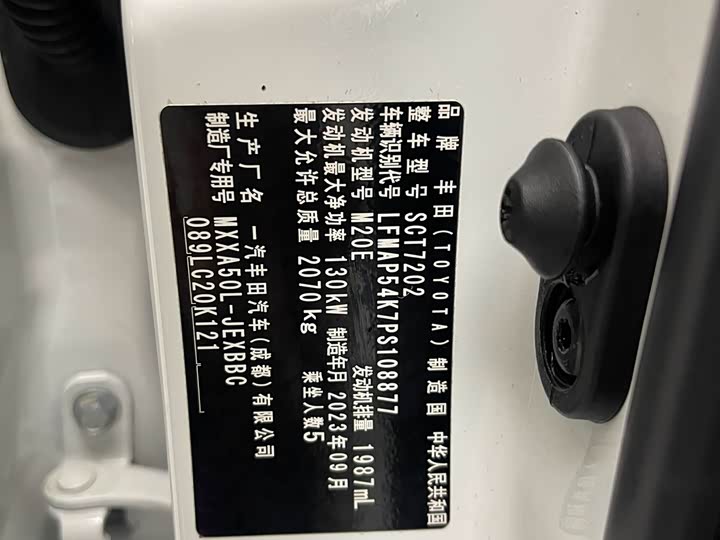 品牌 丰田(TOYOTA) 制造国 中华人民共和国
整车型号 SCT7202
车辆识别代号 LFMAP54K7PS108877
发动机型号 M20E 发动机排量 1987mL
发动机最大净功率 130kW 制造年月 2023年09月
最大允许总质量 2070kg 乘坐人数5
生产厂名 一汽丰田汽车(成都)有限公司
制造厂专用号 MXXA50L-JEXBBC
089LC20K121